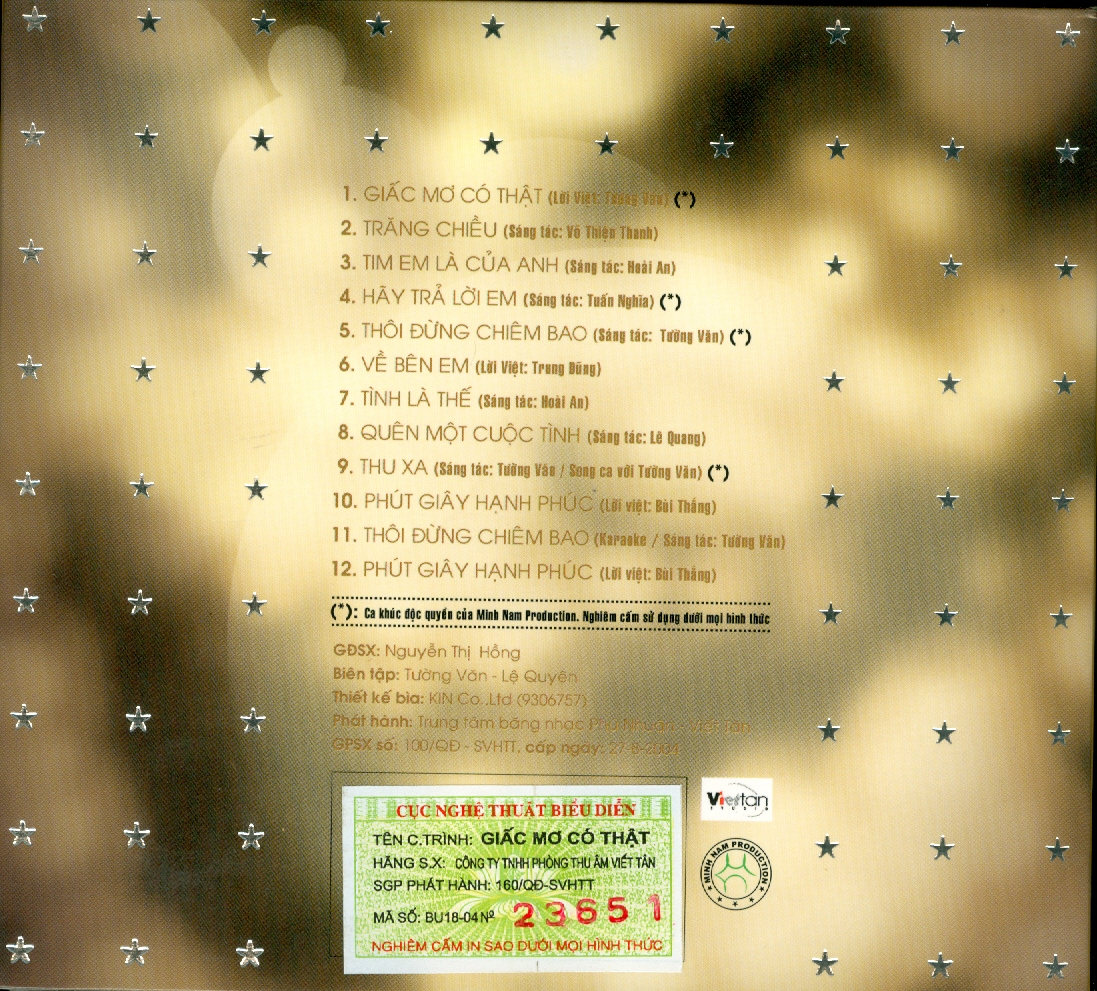 1. GIẤC MƠ CÓ THẬT (Lời Việt: Tường Văn) (*)
2. TRĂNG CHIỀU (Sáng tác: Võ Thiện Thanh)
3. TIM EM LÀ CỦA ANH (Sáng tác: Hoài An)
4. HÃY TRẢ LỜI EM (Sáng tác: Tuấn Nghĩa) (*)
5. THÔI ĐỪNG CHIÊM BAO (Sáng tác: Tường Văn) (*)
6. VỀ BÊN EM (Lời Việt: Trung Dũng)
7. TÌNH LÀ THẾ (Sáng tác: Hoài An)
8. QUÊN MỘT CUỘC TÌNH (Sáng tác: Lê Quang)
9. THU XA (Sáng tác: Tường Văn / Song ca với Tường Văn) (*)
10. PHÚT GIÂY HẠNH PHÚC (Lời việt: Bùi Thắng)
11. THÔI ĐỪNG CHIÊM BAO (Karaoke / Sáng tác: Tường Văn)
12. PHÚT GIÂY HẠNH PHÚC (Lời việt: Bùi Thắng)
(*): Ca khúc độc quyền của Minh Nam Production. Nghiêm cấm sử dụng dưới mọi hình thức
GĐSX: Nguyễn Thị Hồng
Biên tập: Tường Văn - Lệ Quyên
Thiết kế bìa: KIN Co.,Ltd (9306757)
Phát hành: Trung tâm băng nhạc Phú Nhuận - Viết Tân
GPSX số: 100/QĐ - SVHTT, cấp ngày: 27-8-2004
CỤC NGHỆ THUẬT BIỂU DIỄN
TÊN C.TRÌNH: GIẤC MƠ CÓ THẬT
HÃNG S.X: CÔNG TY TNHH PHÒNG THU ÂM VIẾT TÂN
SGP PHÁT HÀNH: 160/QĐ-SVHTT
MÃ SỐ: BU18-04 Nº 23651
NGHIÊM CẤM IN SAO DƯỚI MỌI HÌNH THỨC
Viettan
STUDIO
MINH NAM PRODUCTION